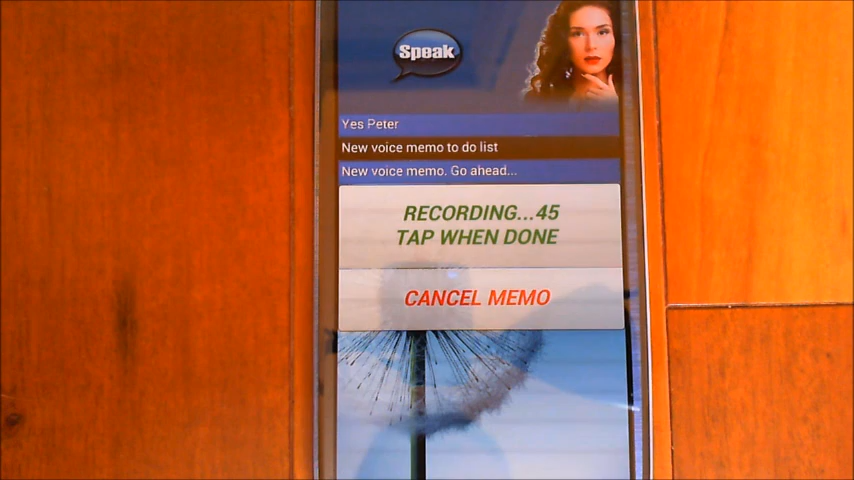 Speak
Yes Peter
New voice memo to do list
New voice memo. Go ahead...
RECORDING...45
TAP WHEN DONE
CANCEL MEMO